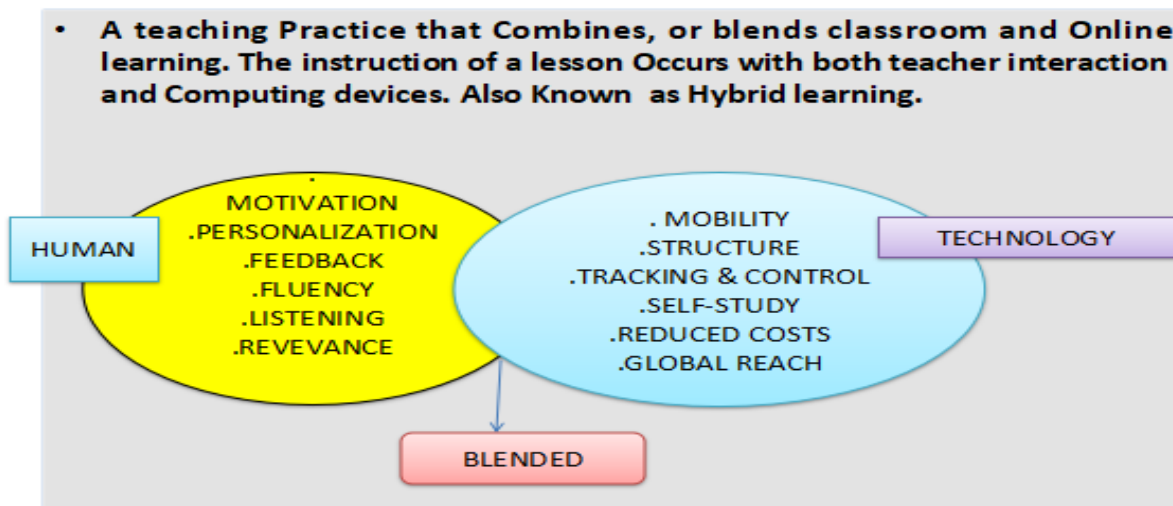 • A teaching Practice that Combines, or blends classroom and Online
learning. The instruction of a lesson Occurs with both teacher interaction
and Computing devices. Also Known as Hybrid learning.
HUMAN
.
MOTIVATION
.PERSONALIZATION
.FEEDBACK
.FLUENCY
.LISTENING
.REVEVANCE
. MOBILITY
.STRUCTURE
.TRACKING & CONTROL
.SELF-STUDY
.REDUCED COSTS
.GLOBAL REACH
TECHNOLOGY
BLENDED